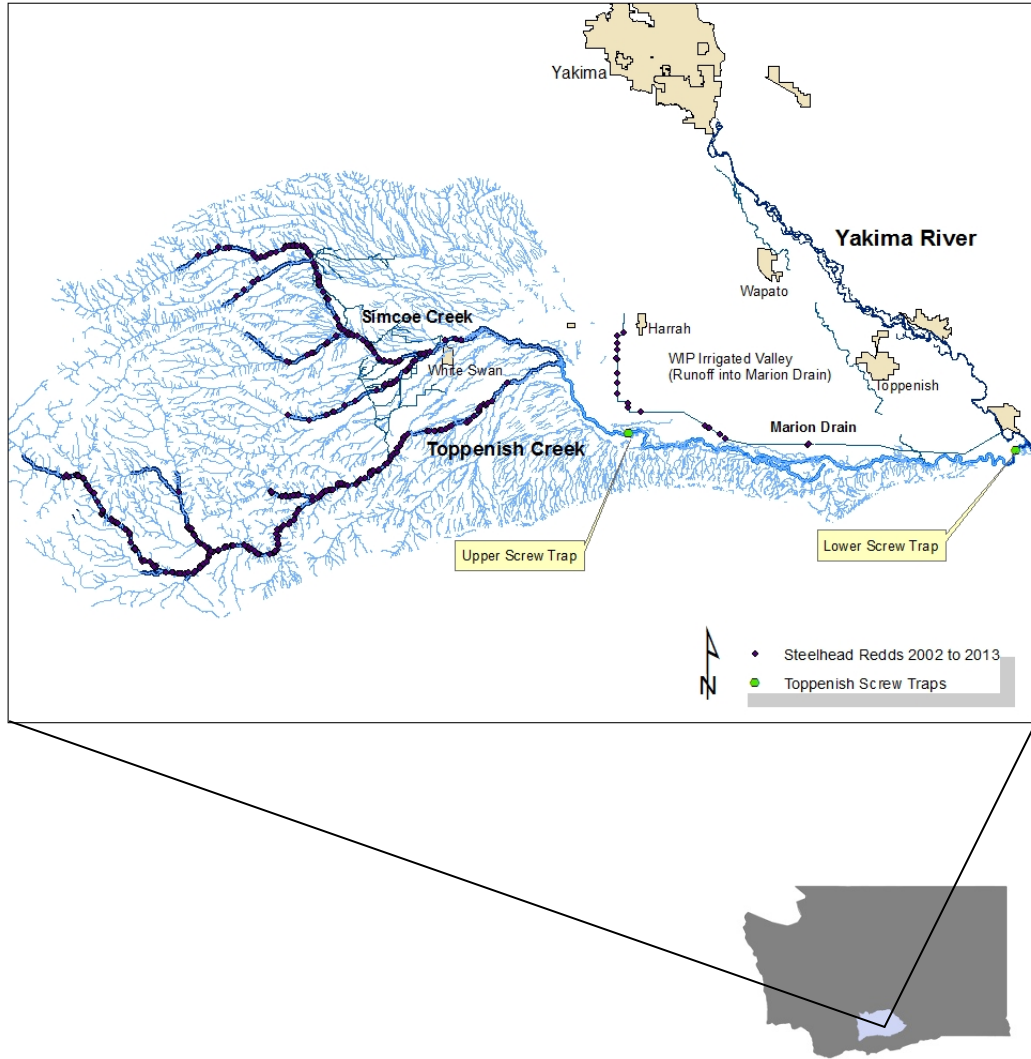 Yakima
Yakima River
Wapato
Simcoe Creek
Harrah
White Swan
WIP Irrigated Valley
(Runoff into Marion Drain)
Toppenish
Marion Drain
Toppenish Creek
Upper Screw Trap
Lower Screw Trap
N
Steelhead Redds 2002 to 2013
Toppenish Screw Traps